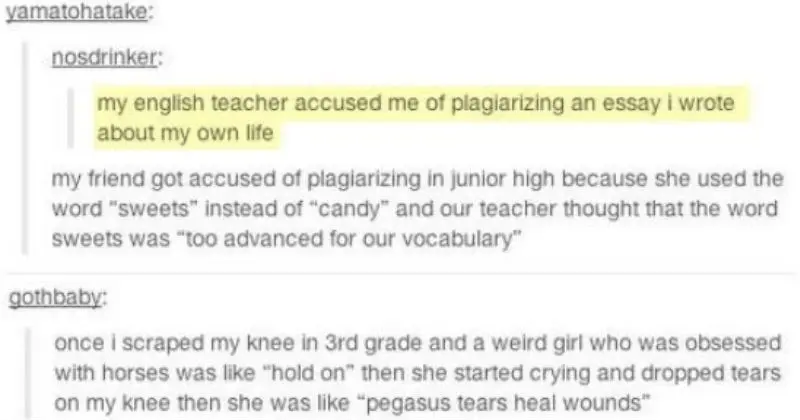 yamatohatake:
nosdrinker:
my english teacher accused me of plagiarizing an essay i wrote
about my own life
my friend got accused of plagiarizing in junior high because she used the
word “sweets” instead of “candy” and our teacher thought that the word
sweets was “too advanced for our vocabulary”
gothbaby:
once i scraped my knee in 3rd grade and a weird girl who was obsessed
with horses was like “hold on” then she started crying and dropped tears
on my knee then she was like “pegasus tears heal wounds”